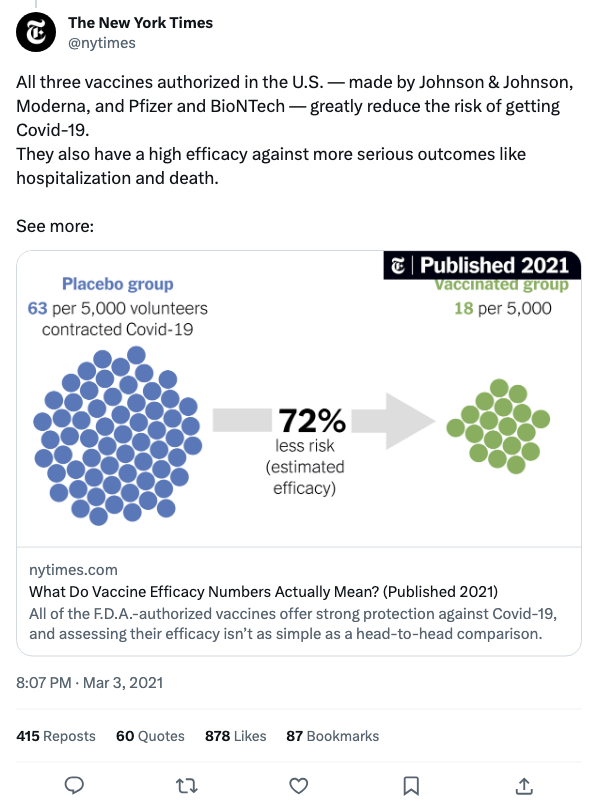 The New York Times
@nytimes
All three vaccines authorized in the U.S. — made by Johnson & Johnson,
Moderna, and Pfizer and BioNTech — greatly reduce the risk of getting
Covid-19.
They also have a high efficacy against more serious outcomes like
hospitalization and death.
See more:
Published 2021
Placebo group
63 per 5,000 volunteers
contracted Covid-19
Vaccinated group
18 per 5,000
72%
less risk
(estimated
efficacy)
nytimes.com
What Do Vaccine Efficacy Numbers Actually Mean? (Published 2021)
All of the F.D.A.-authorized vaccines offer strong protection against Covid-19,
and assessing their efficacy isn’t as simple as a head-to-head comparison.
8:07 PM · Mar 3, 2021
415 Reposts 60 Quotes 878 Likes 87 Bookmarks